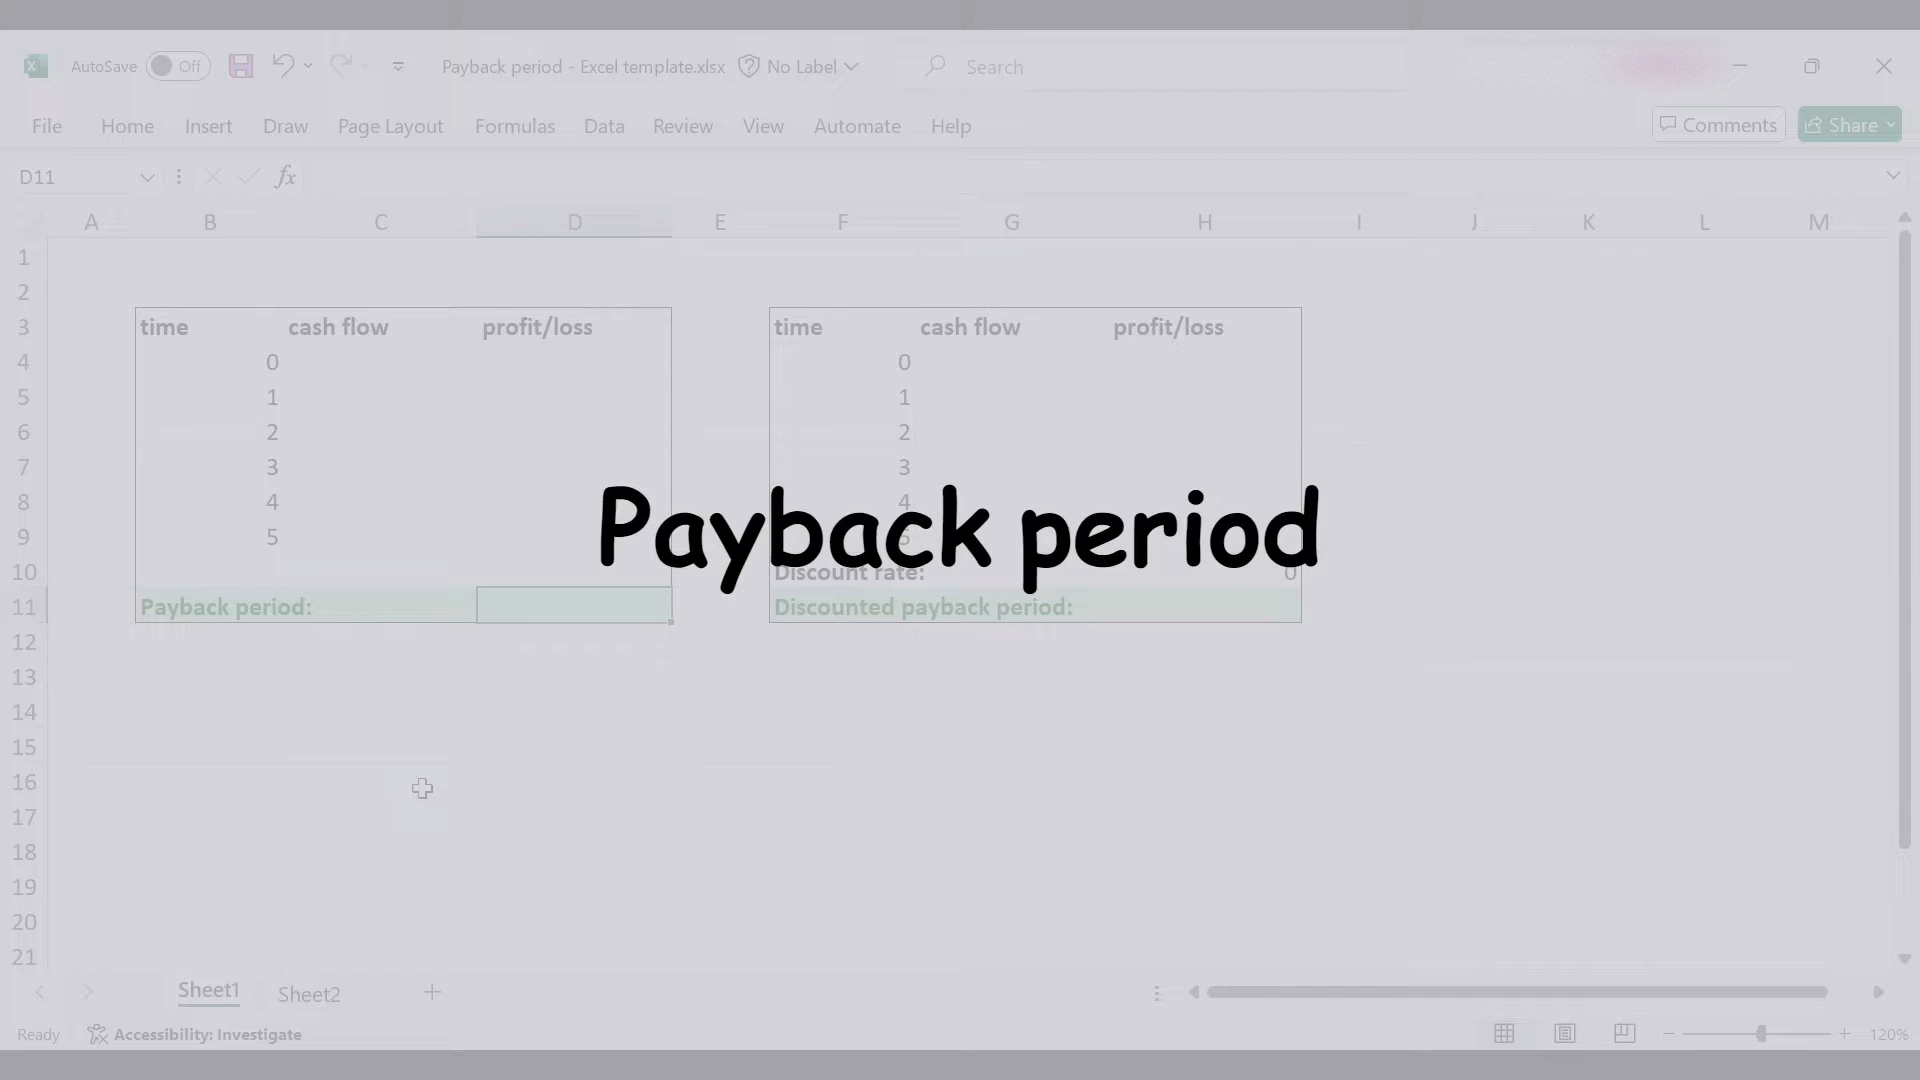 AutoSave Off Payback period - Excel template.xlsx No Label Search
File Home Insert Draw Page Layout Formulas Data Review View Automate Help Comments Share
D11 fx
A B C D E F G H I J K L M
1
2
3 time cash flow profit/loss time cash flow profit/loss
4 0 0
5 1 1
6 2 2
7 3 3
8 4 4
Payback period
9 5 5
10 Discount rate: 0
11 Payback period: Discounted payback period:
12
13
14
15
16
17
18
19
20
21
Sheet1 Sheet2
Ready Accessibility: Investigate 120%